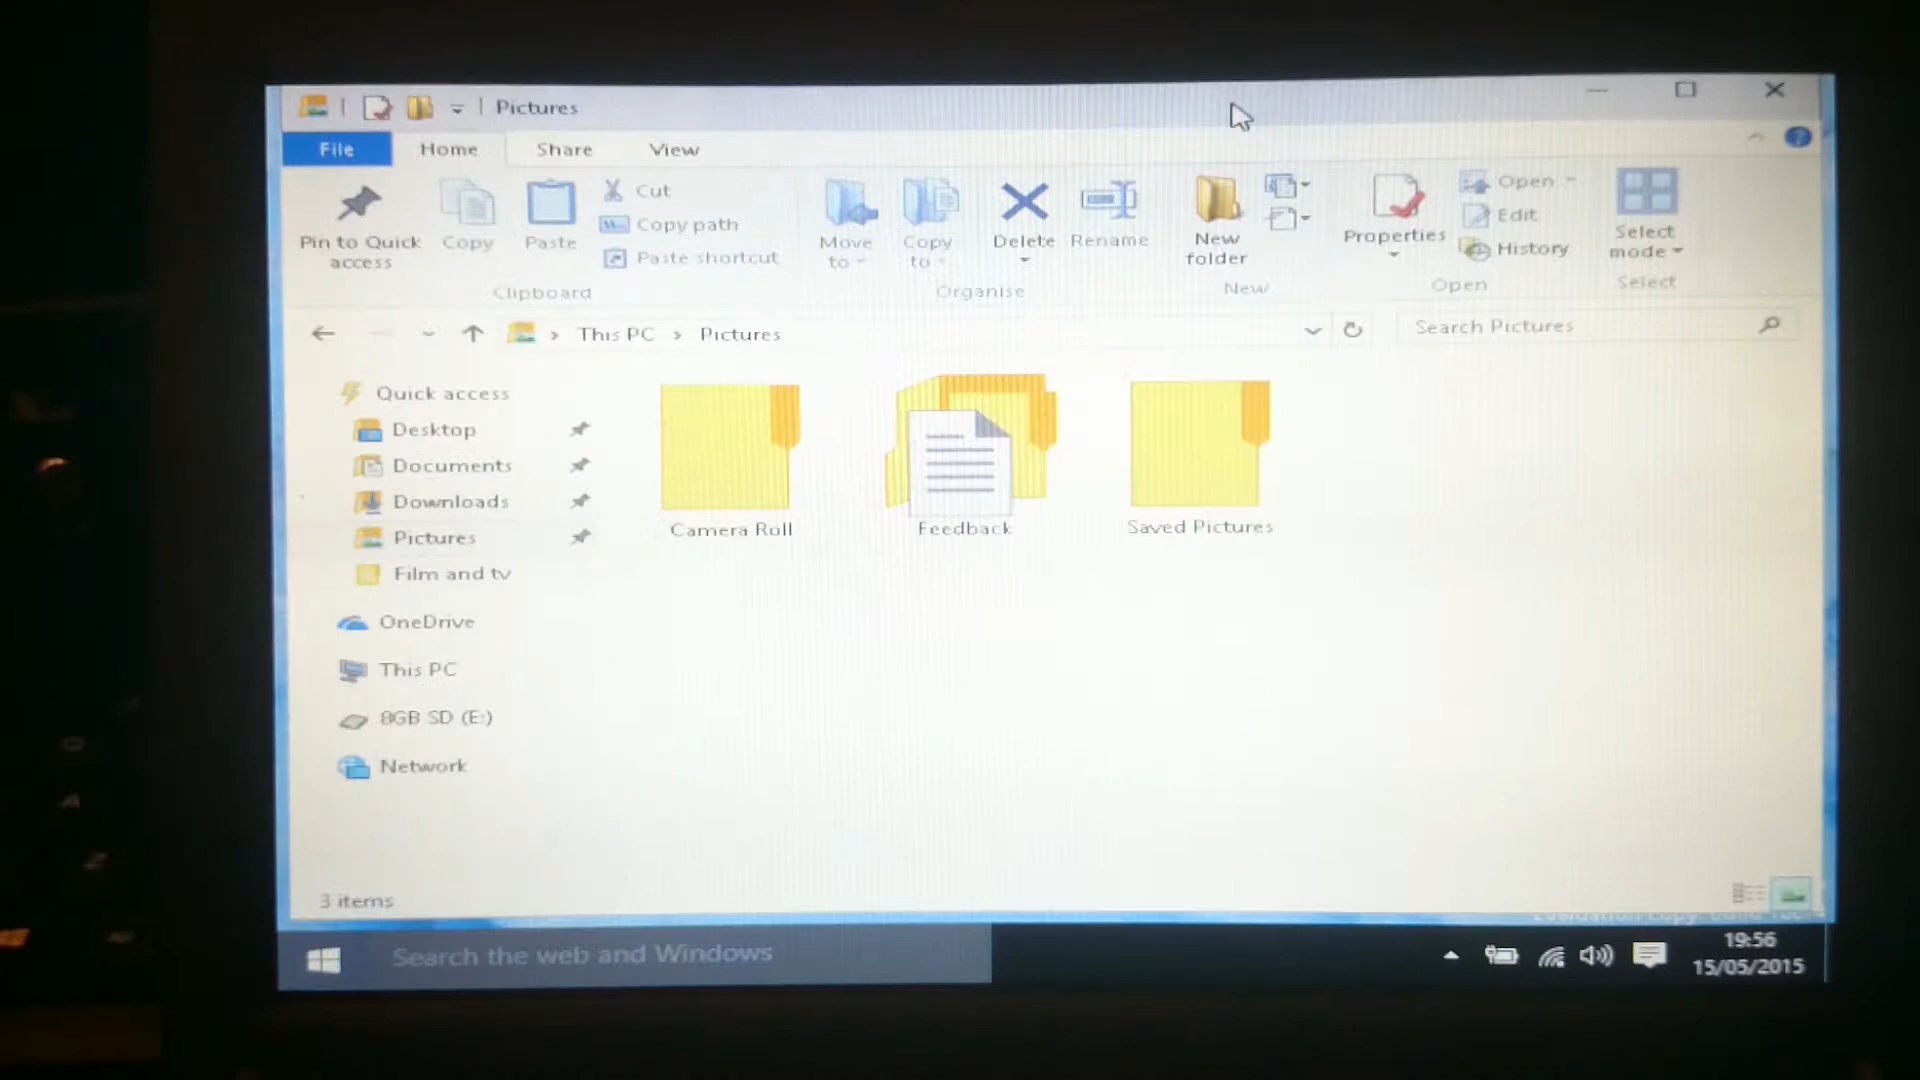 Pictures
File Home Share View
Pin to Quick access
Copy
Paste
Cut
Copy path
Paste shortcut
Clipboard
Move to
Copy to
Delete
Rename
Organise
New folder
New
Properties
Open
Edit
History
Open
Select mode
Select
This PC Pictures
Search Pictures
Quick access
Desktop
Documents
Downloads
Pictures
Film and tv
OneDrive
This PC
8GB SD (E:)
Network
Camera Roll
Feedback
Saved Pictures
3 items
Search the web and Windows
19:56
15/05/2015